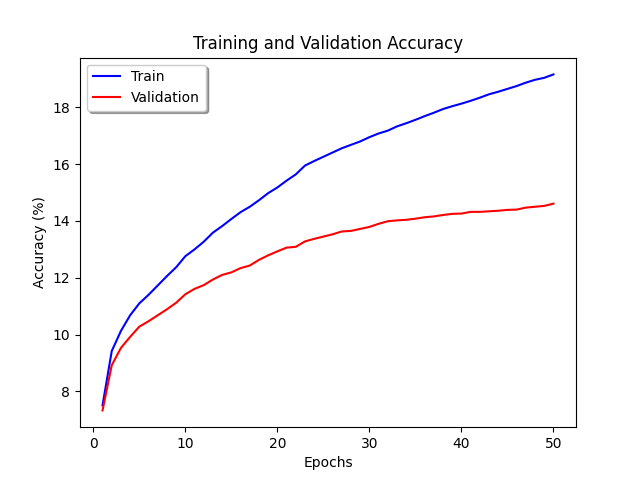 Training and Validation Accuracy
Train
Validation
Accuracy (%)
18
16
14
12
10
8
0
10
20
30
40
50
Epochs